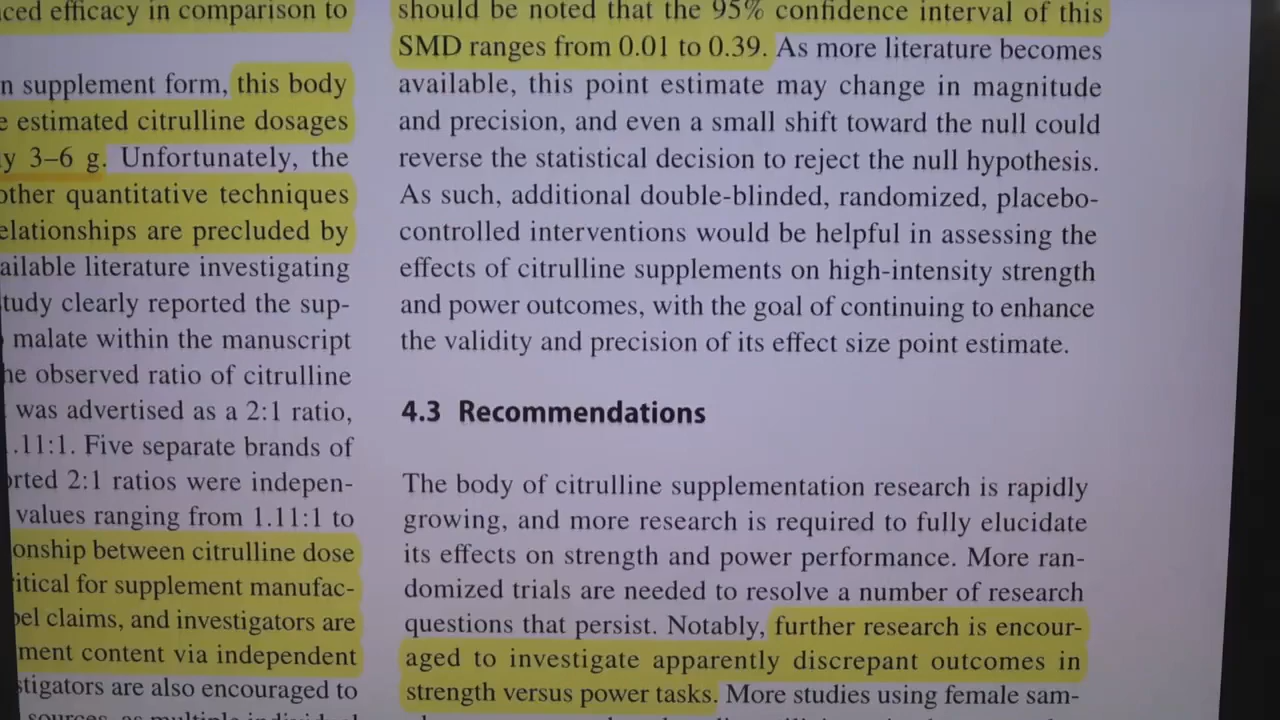 ced efficacy in comparison to
n supplement form, this body
e estimated citrulline dosages
y 3–6 g. Unfortunately, the
other quantitative techniques
elationships are precluded by
ailable literature investigating
tudy clearly reported the sup-
malate within the manuscript
he observed ratio of citrulline
was advertised as a 2:1 ratio,
.11:1. Five separate brands of
orted 2:1 ratios were indepen-
values ranging from 1.11:1 to
onship between citrulline dose
itical for supplement manufac-
bel claims, and investigators are
ment content via independent
stigators are also encouraged to
sources, as multiple individual
should be noted that the 95% confidence interval of this
SMD ranges from 0.01 to 0.39. As more literature becomes
available, this point estimate may change in magnitude
and precision, and even a small shift toward the null could
reverse the statistical decision to reject the null hypothesis.
As such, additional double-blinded, randomized, placebo-
controlled interventions would be helpful in assessing the
effects of citrulline supplements on high-intensity strength
and power outcomes, with the goal of continuing to enhance
the validity and precision of its effect size point estimate.
4.3 Recommendations
The body of citrulline supplementation research is rapidly
growing, and more research is required to fully elucidate
its effects on strength and power performance. More ran-
domized trials are needed to resolve a number of research
questions that persist. Notably, further research is encour-
aged to investigate apparently discrepant outcomes in
strength versus power tasks. More studies using female sam-